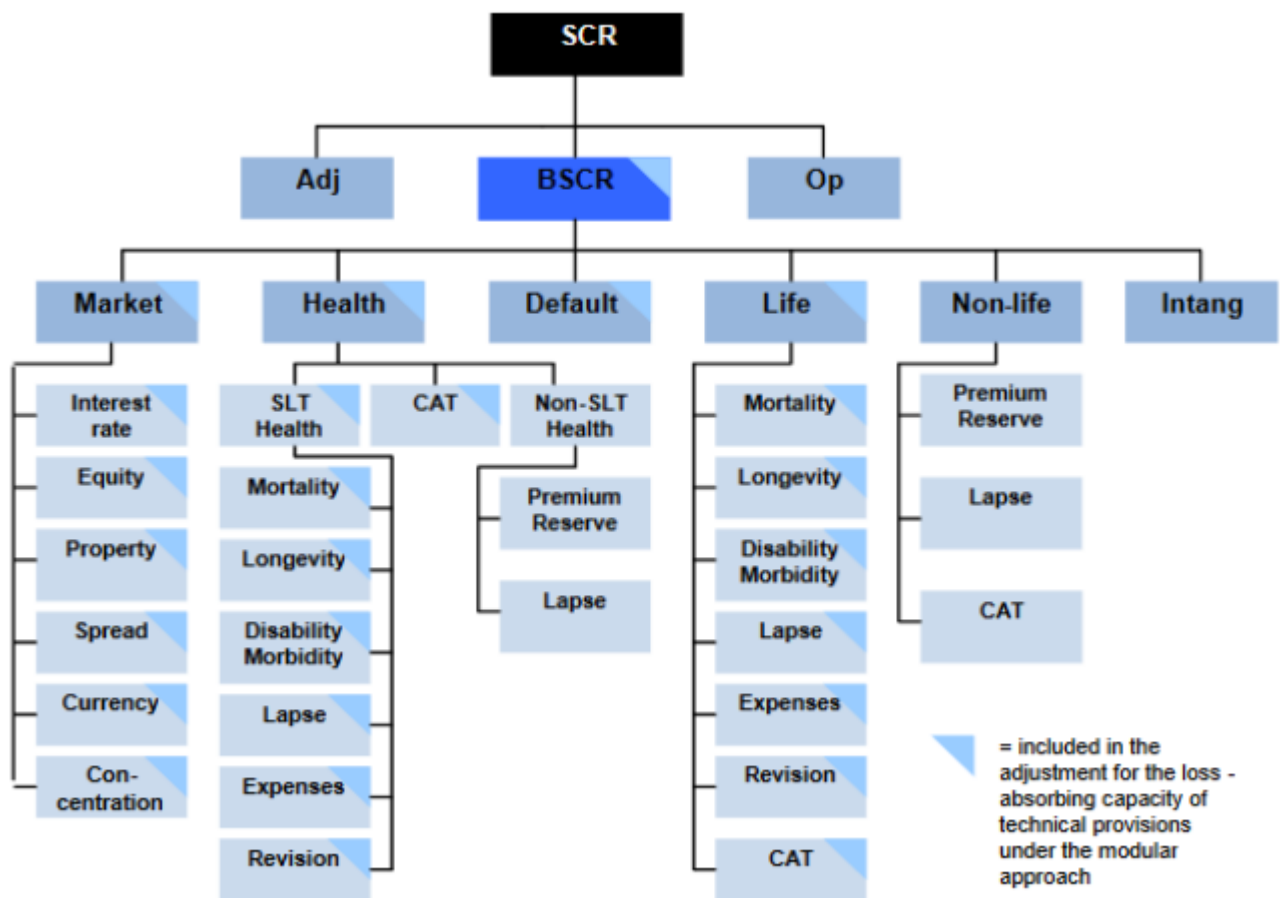 SCR
Adj
BSCR
Op
Market
Health
Default
Life
Non-life
Intang
Interest
rate
Equity
Property
Spread
Currency
Con-
centration
SLT
Health
CAT
Non-SLT
Health
Mortality
Longevity
Disability
Morbidity
Lapse
Expenses
Revision
Premium
Reserve
Lapse
Mortality
Longevity
Disability
Morbidity
Lapse
Expenses
Revision
CAT
Premium
Reserve
Lapse
CAT
= included in the
adjustment for the loss -
absorbing capacity of
technical provisions
under the modular
approach